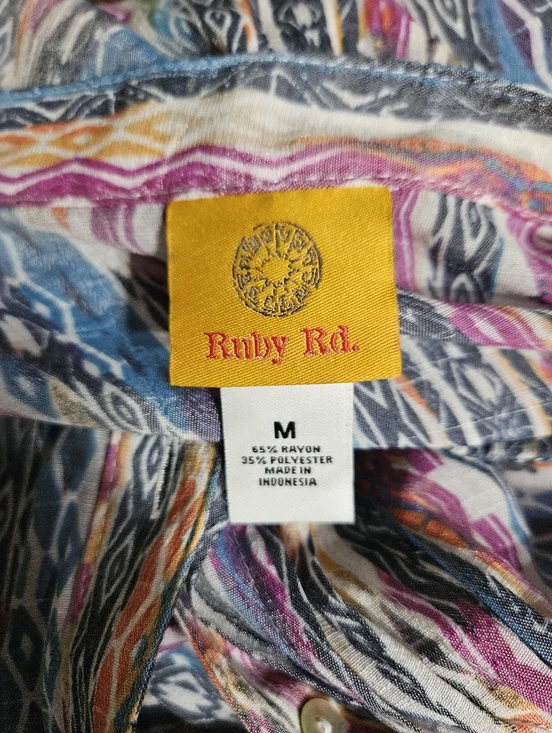 Ruby Rd.
M
65% RAYON
35% POLYESTER
MADE IN
INDONESIA